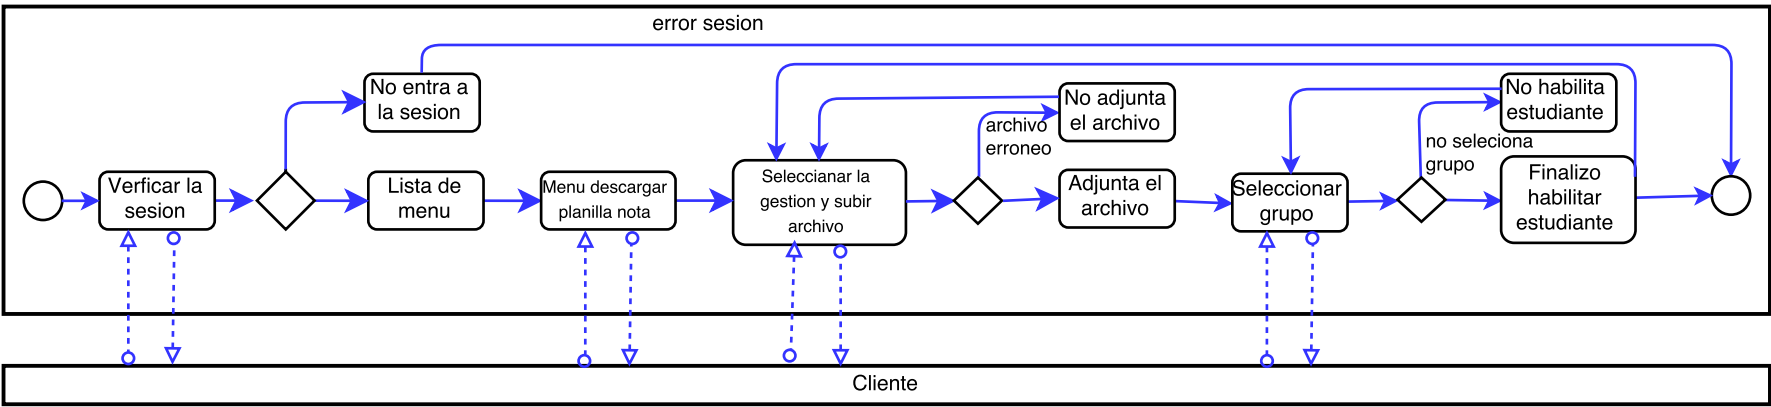 error sesion
No entra a
la sesion
No adjunta
el archivo
archivo
erroneo
No habilita
estudiante
no seleciona
grupo
Verficar la
sesion
Lista de
menu
Menu descargar
planilla nota
Seleccianar la
gestion y subir
archivo
Adjunta el
archivo
Seleccionar
grupo
Finalizo
habilitar
estudiante
Cliente